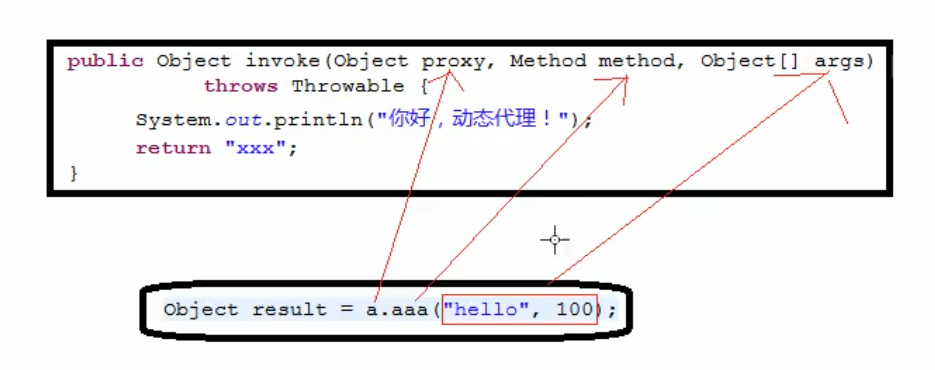 public Object invoke(Object proxy, Method method, Object[] args)
throws Throwable {
System.out.println("你好，动态代理！");
return "xxx";
}
Object result = a.aaa("hello", 100);